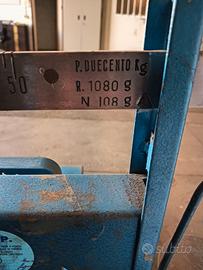 50
P. DUECENTO Kg
R. 1080 g
N 108 g
P.
subito